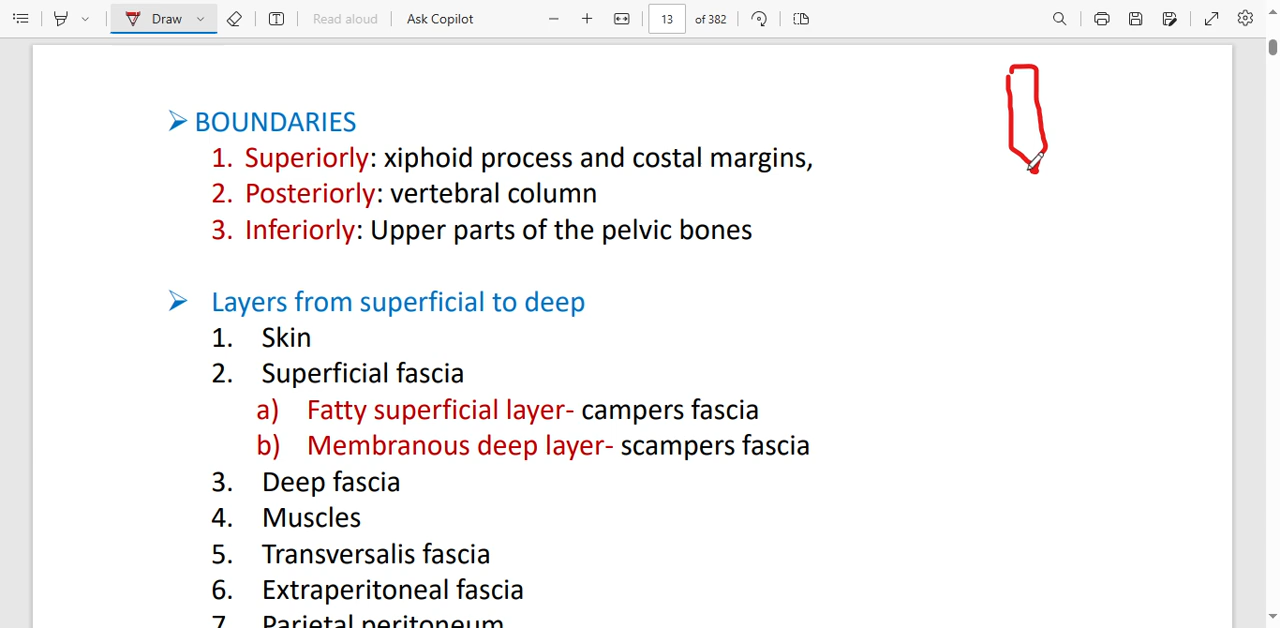 Draw
Read aloud
Ask Copilot
13 of 382
➢ BOUNDARIES
1. Superiorly: xiphoid process and costal margins,
2. Posteriorly: vertebral column
3. Inferiorly: Upper parts of the pelvic bones
➢ Layers from superficial to deep
1. Skin
2. Superficial fascia
a) Fatty superficial layer- campers fascia
b) Membranous deep layer- scampers fascia
3. Deep fascia
4. Muscles
5. Transversalis fascia
6. Extraperitoneal fascia
7. Parietal peritoneum